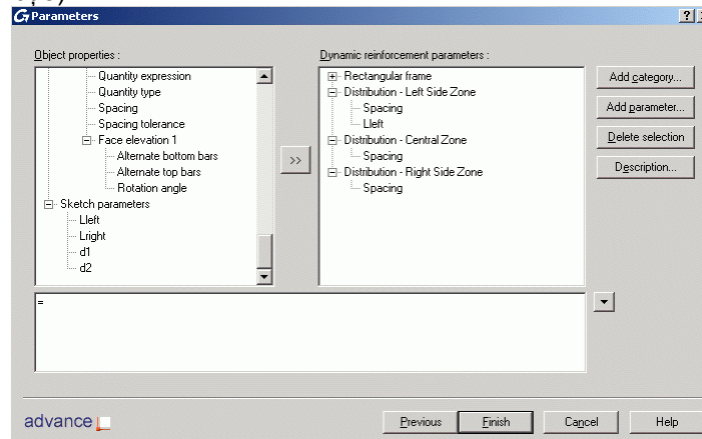 Parameters
Object properties :
Quantity expression
Quantity type
Spacing
Spacing tolerance
Face elevation 1
Alternate bottom bars
Alternate top bars
Rotation angle
Sketch parameters
Lleft
Lright
d1
d2
>>
Dynamic reinforcement parameters :
Rectangular frame
Distribution - Left Side Zone
Spacing
Lleft
Distribution - Central Zone
Spacing
Distribution - Right Side Zone
Spacing
Add category...
Add parameter...
Delete selection
Description...
=
advance
Previous
Finish
Cancel
Help